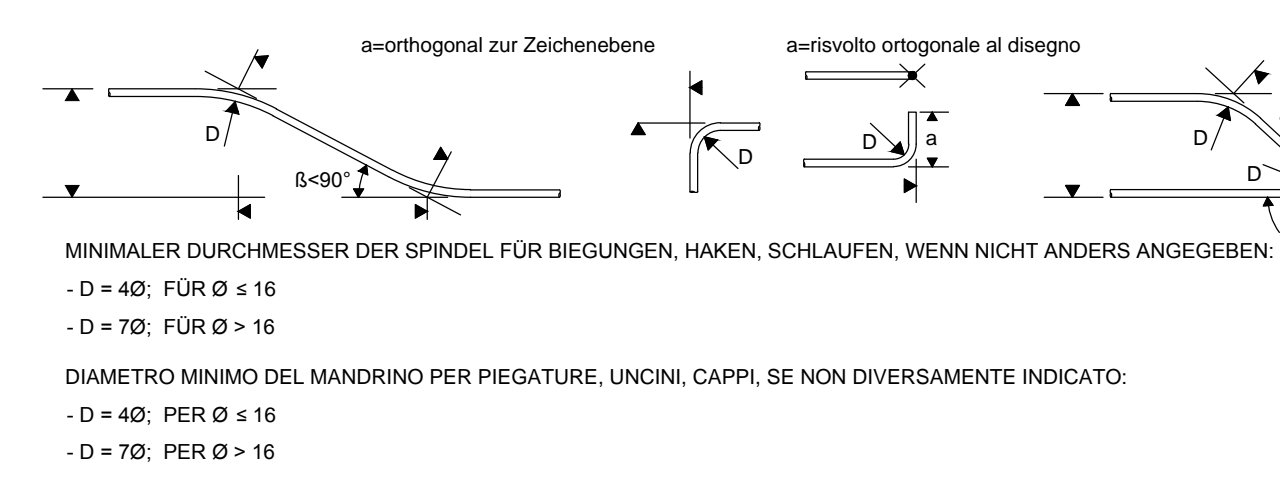 a=orthogonal zur Zeichenebene
a=risvolto ortogonale al disegno
D
ß<90°
D
D
a
D
D
MINIMALER DURCHMESSER DER SPINDEL FÜR BIEGUNGEN, HAKEN, SCHLAUFEN, WENN NICHT ANDERS ANGEGEBEN:
- D = 4Ø; FÜR Ø ≤ 16
- D = 7Ø; FÜR Ø > 16
DIAMETRO MINIMO DEL MANDRINO PER PIEGATURE, UNCINI, CAPPI, SE NON DIVERSAMENTE INDICATO:
- D = 4Ø; PER Ø ≤ 16
- D = 7Ø; PER Ø > 16